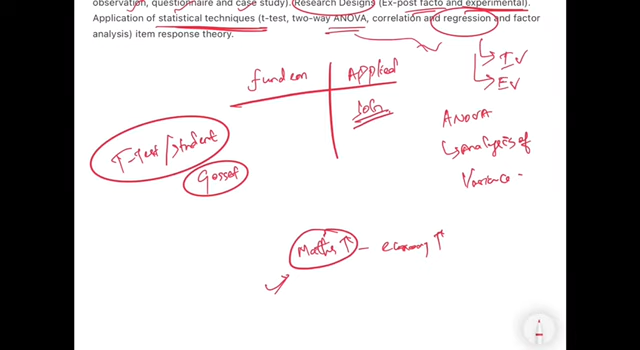 observation, questionnaire and case study). (Research Designs (Ex-post facto and experimental).
Application of statistical techniques (t-test, two-way ANOVA, correlation and regression and factor
analysis) item response theory.
IV
EV
Applied
10%
T-Test/student
Gosset
ANOVA
analysis of
Variance
Maths ↑ - economy ↑